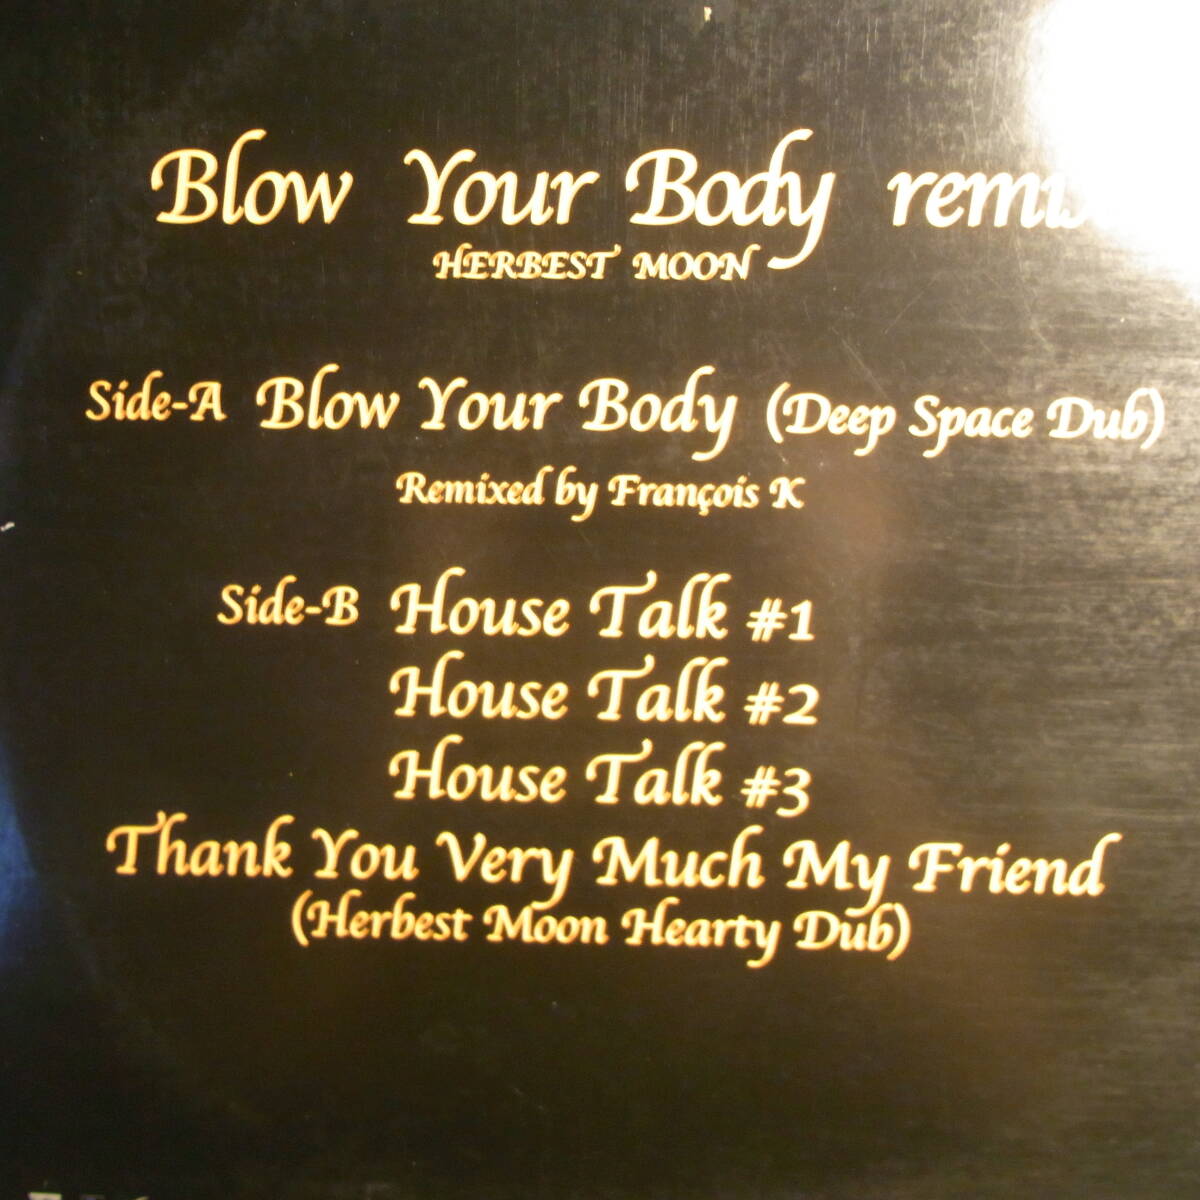 Blow Your Body
HERBEST MOON
Side-A Blow Your Body (Deep Space Dub)
Remixed by François K
Side-B House Talk #1
House Talk #2
House Talk #3
Thank You Very Much My Friend
(Herbest Moon Hearty Dub)